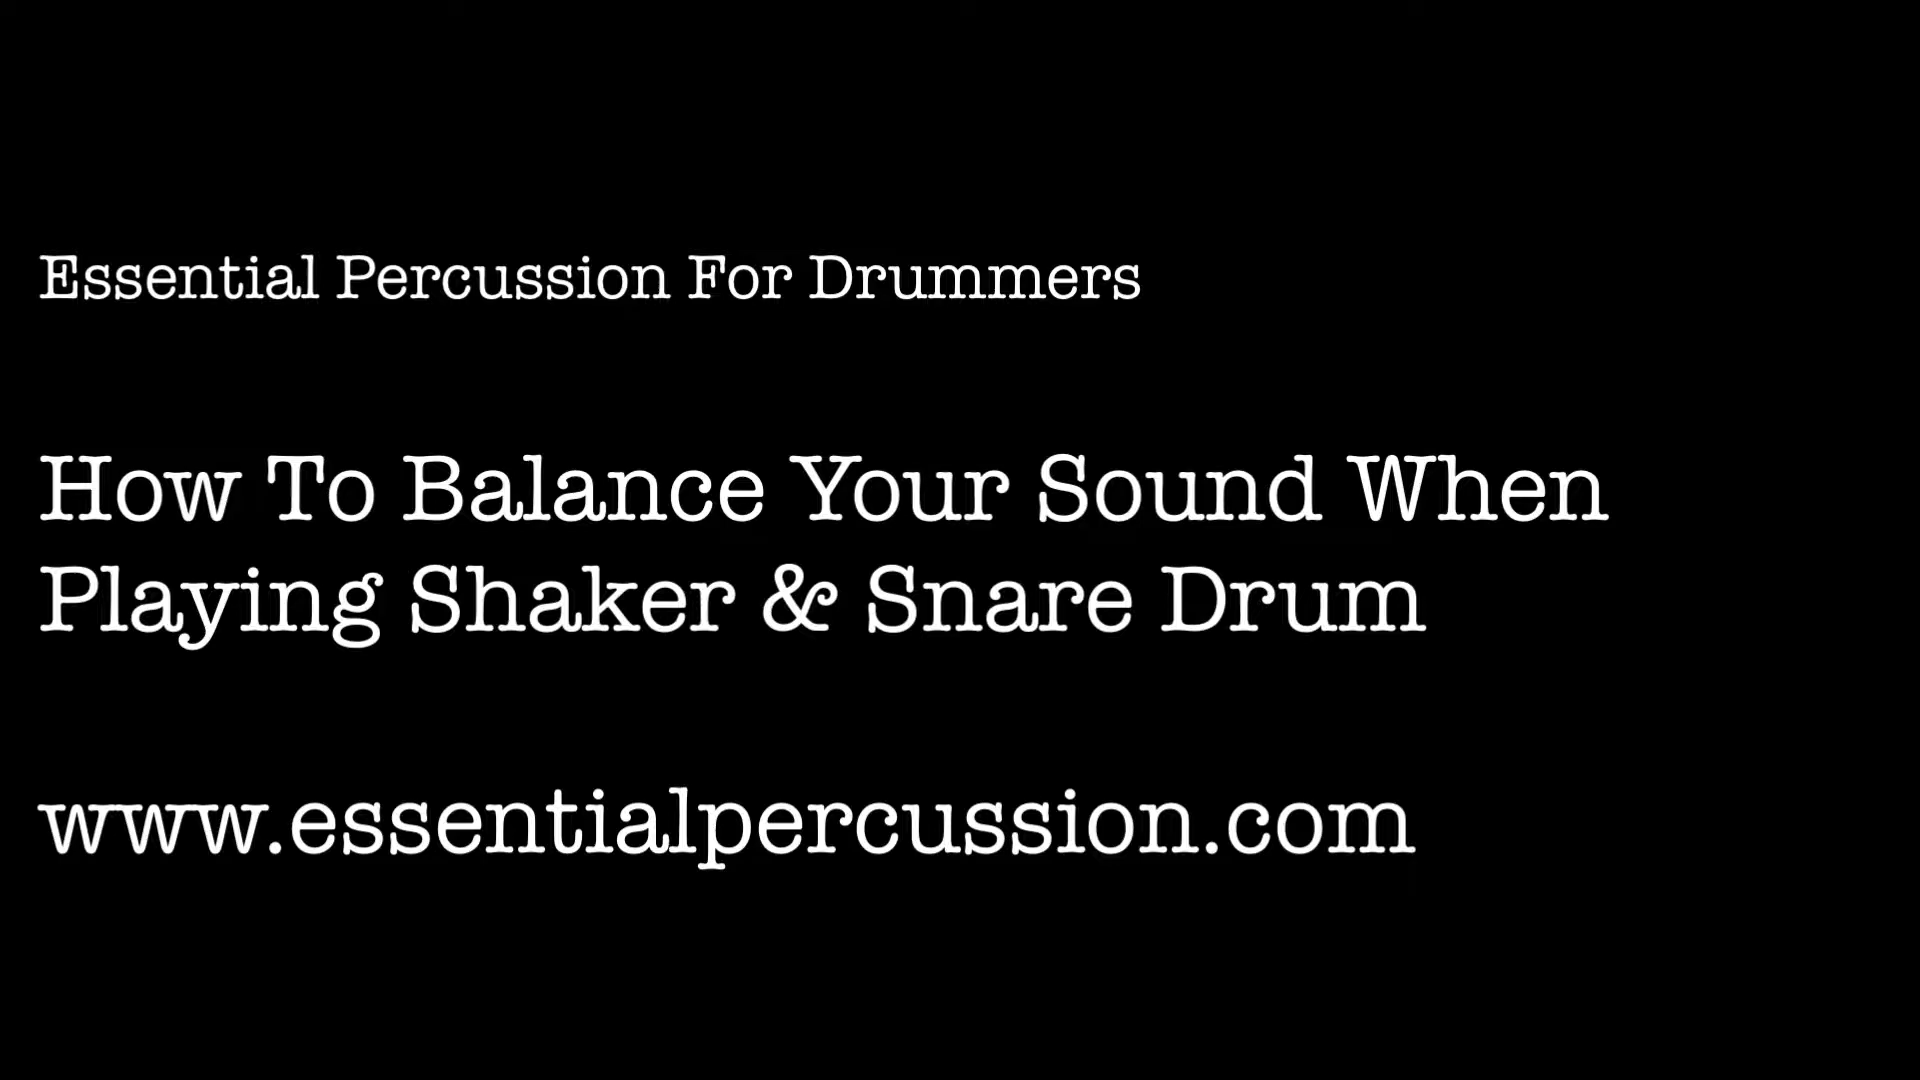 Essential Percussion For Drummers
How To Balance Your Sound When
Playing Shaker & Snare Drum
www.essentialpercussion.com